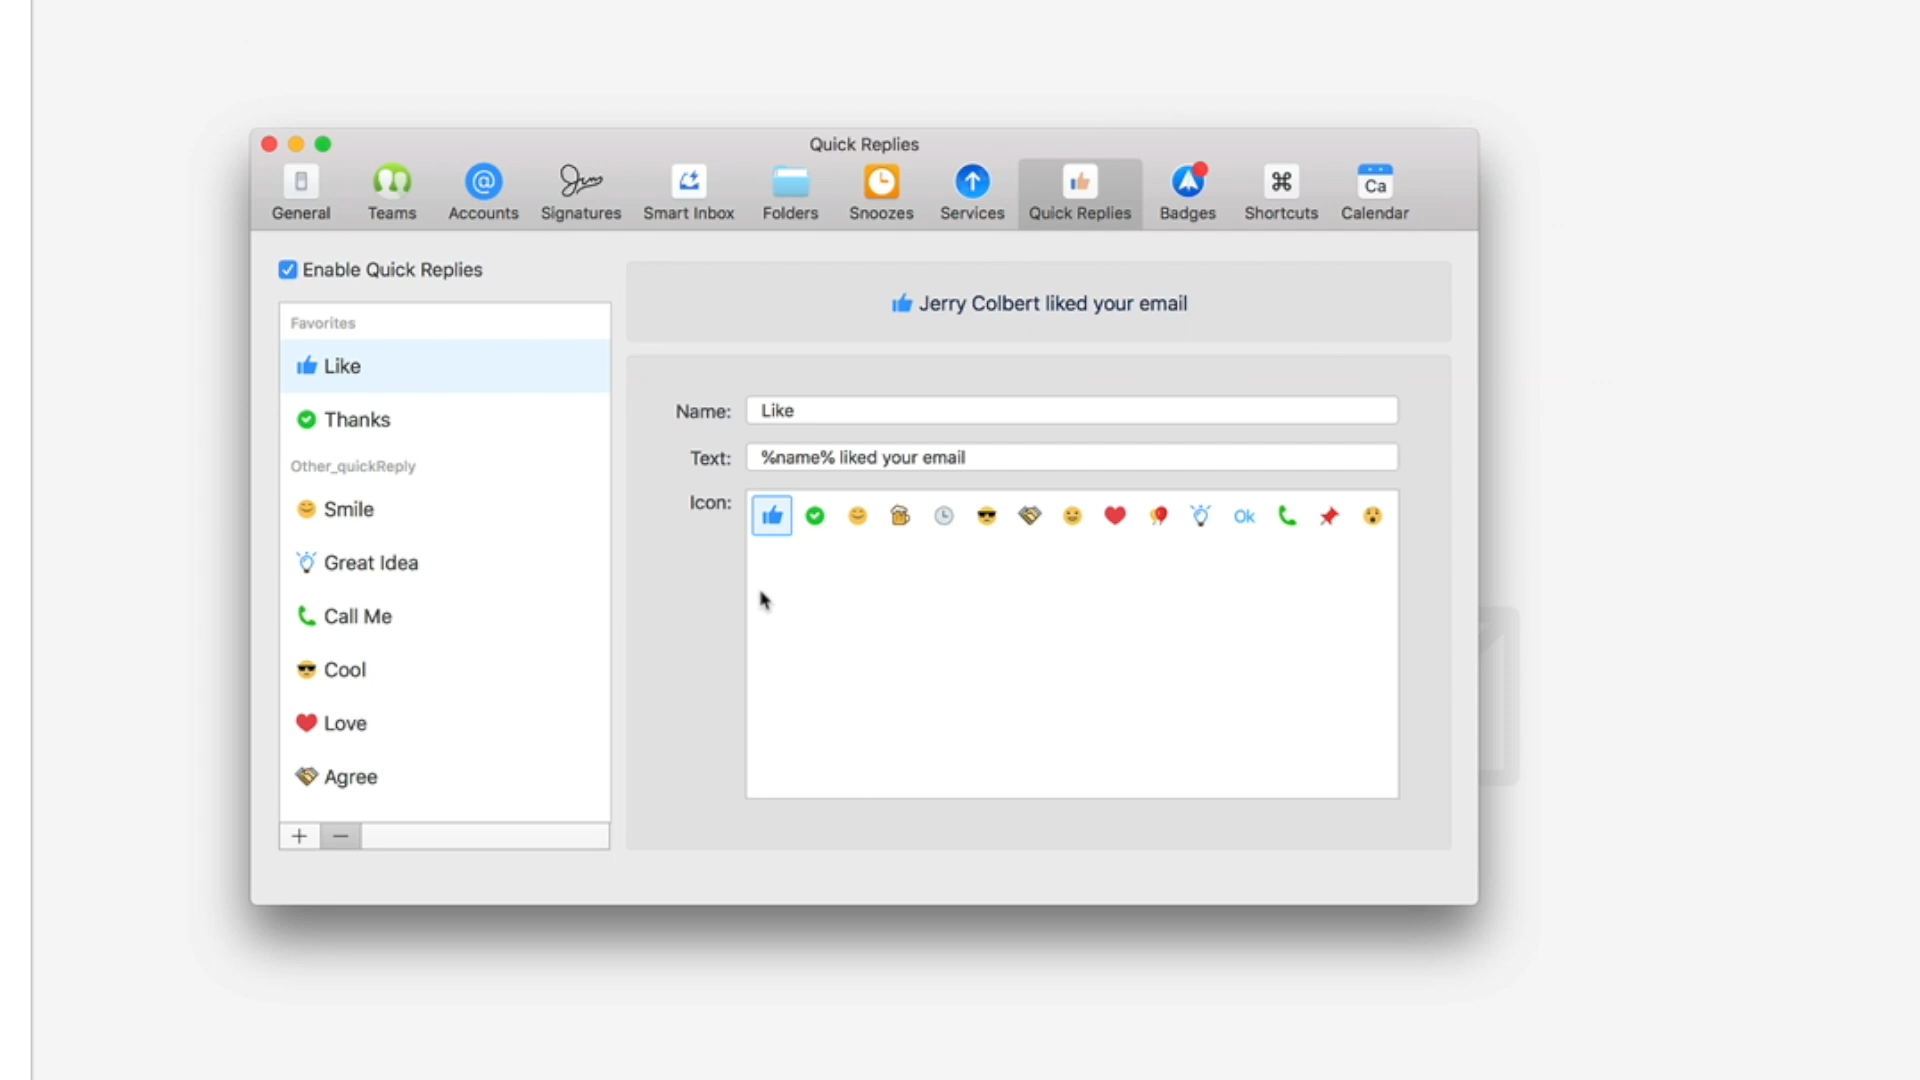 Quick Replies
General Teams Accounts Signatures Smart Inbox Folders Snoozes Services Quick Replies Badges Shortcuts Calendar
Ca
Enable Quick Replies
Favorites
Like
Thanks
Other_quickReply
Smile
Great Idea
Call Me
Cool
Love
Agree
Jerry Colbert liked your email
Name: Like
Text: %name% liked your email
Icon:
Ok